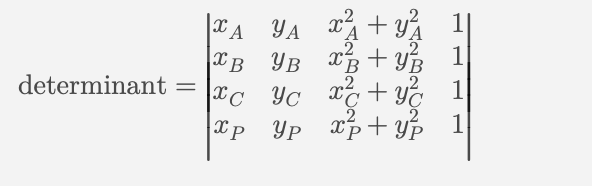 x_A y_A x_A^2 + y_A^2 1
x_B y_B x_B^2 + y_B^2 1
determinant = x_C y_C x_C^2 + y_C^2 1
x_P y_P x_P^2 + y_P^2 1